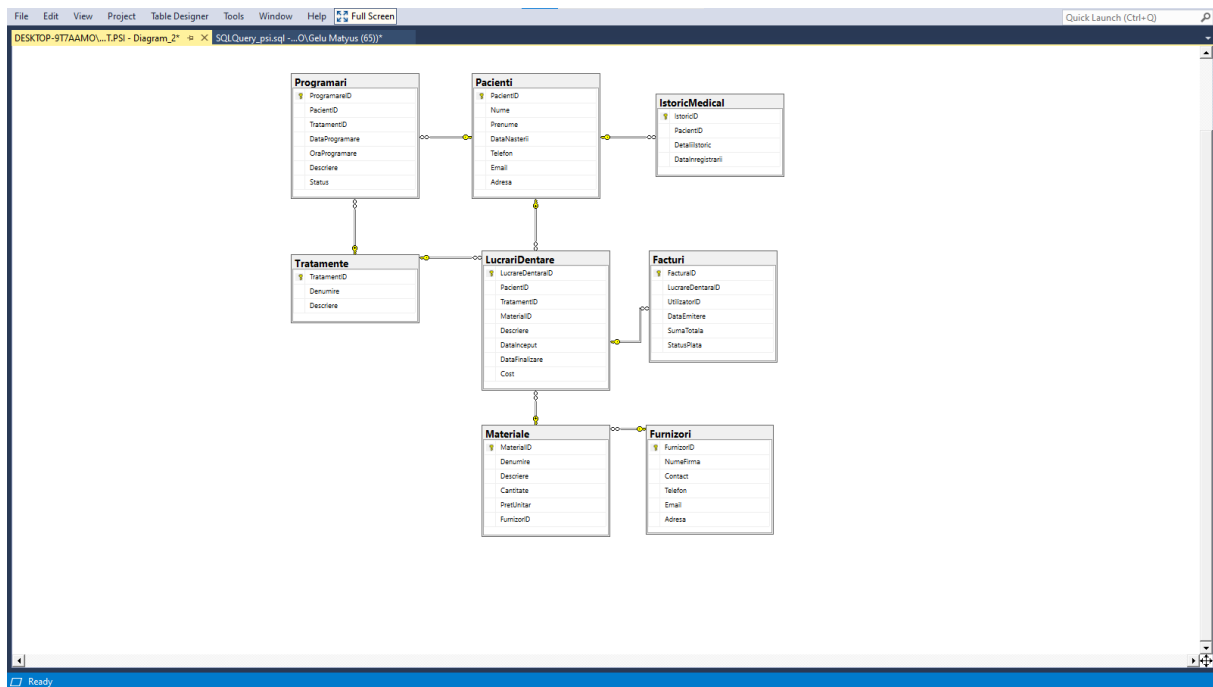 File Edit View Project Table Designer Tools Window Help Full Screen
Quick Launch (Ctrl+Q)
DESKTOP-9T7AAMO\...T.PSI - Diagram_2*
SQLQuery_psi.sql -...O\Gelu Matyus (65))*
Programari
ProgramareID
PacientID
TratamentID
DataProgramare
OraProgramare
Descriere
Status
Pacienti
PacientID
Nume
Prenume
DataNasterii
Telefon
Email
Adresa
IstoricMedical
IstoricID
PacientID
DetaliiIstoric
DataInregistrarii
Tratamente
TratamentID
Denumire
Descriere
LucrariDentare
LucrareDentaraID
PacientID
TratamentID
MaterialID
Descriere
DataInceput
DataFinalizare
Cost
Facturi
FacturaID
LucrareDentaraID
UtilizatorID
DataEmitere
SumaTotala
StatusPlata
Materiale
MaterialID
Denumire
Descriere
Cantitate
PretUnitar
FurnizorID
Furnizori
FurnizorID
NumeFirma
Contact
Telefon
Email
Adresa
Ready